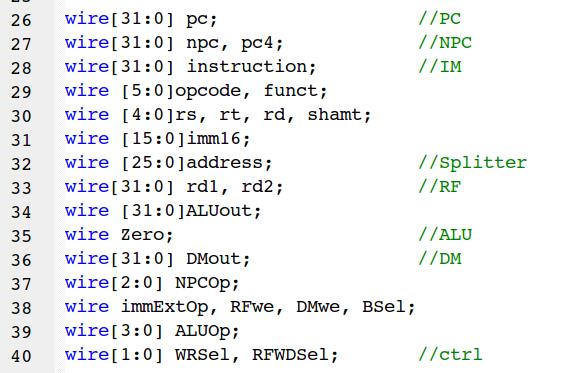 26 wire[31:0] pc; //PC
27 wire[31:0] npc, pc4; //NPC
28 wire[31:0] instruction; //IM
29 wire [5:0]opcode, funct;
30 wire [4:0]rs, rt, rd, shamt;
31 wire [15:0]imm16;
32 wire [25:0]address; //Splitter
33 wire[31:0] rd1, rd2; //RF
34 wire [31:0]ALUout;
35 wire Zero; //ALU
36 wire[31:0] DMout; //DM
37 wire[2:0] NPCOp;
38 wire immExtOp, RFwe, DMwe, BSel;
39 wire[3:0] ALUOp;
40 wire[1:0] WRSel, RFWDSel; //ctrl